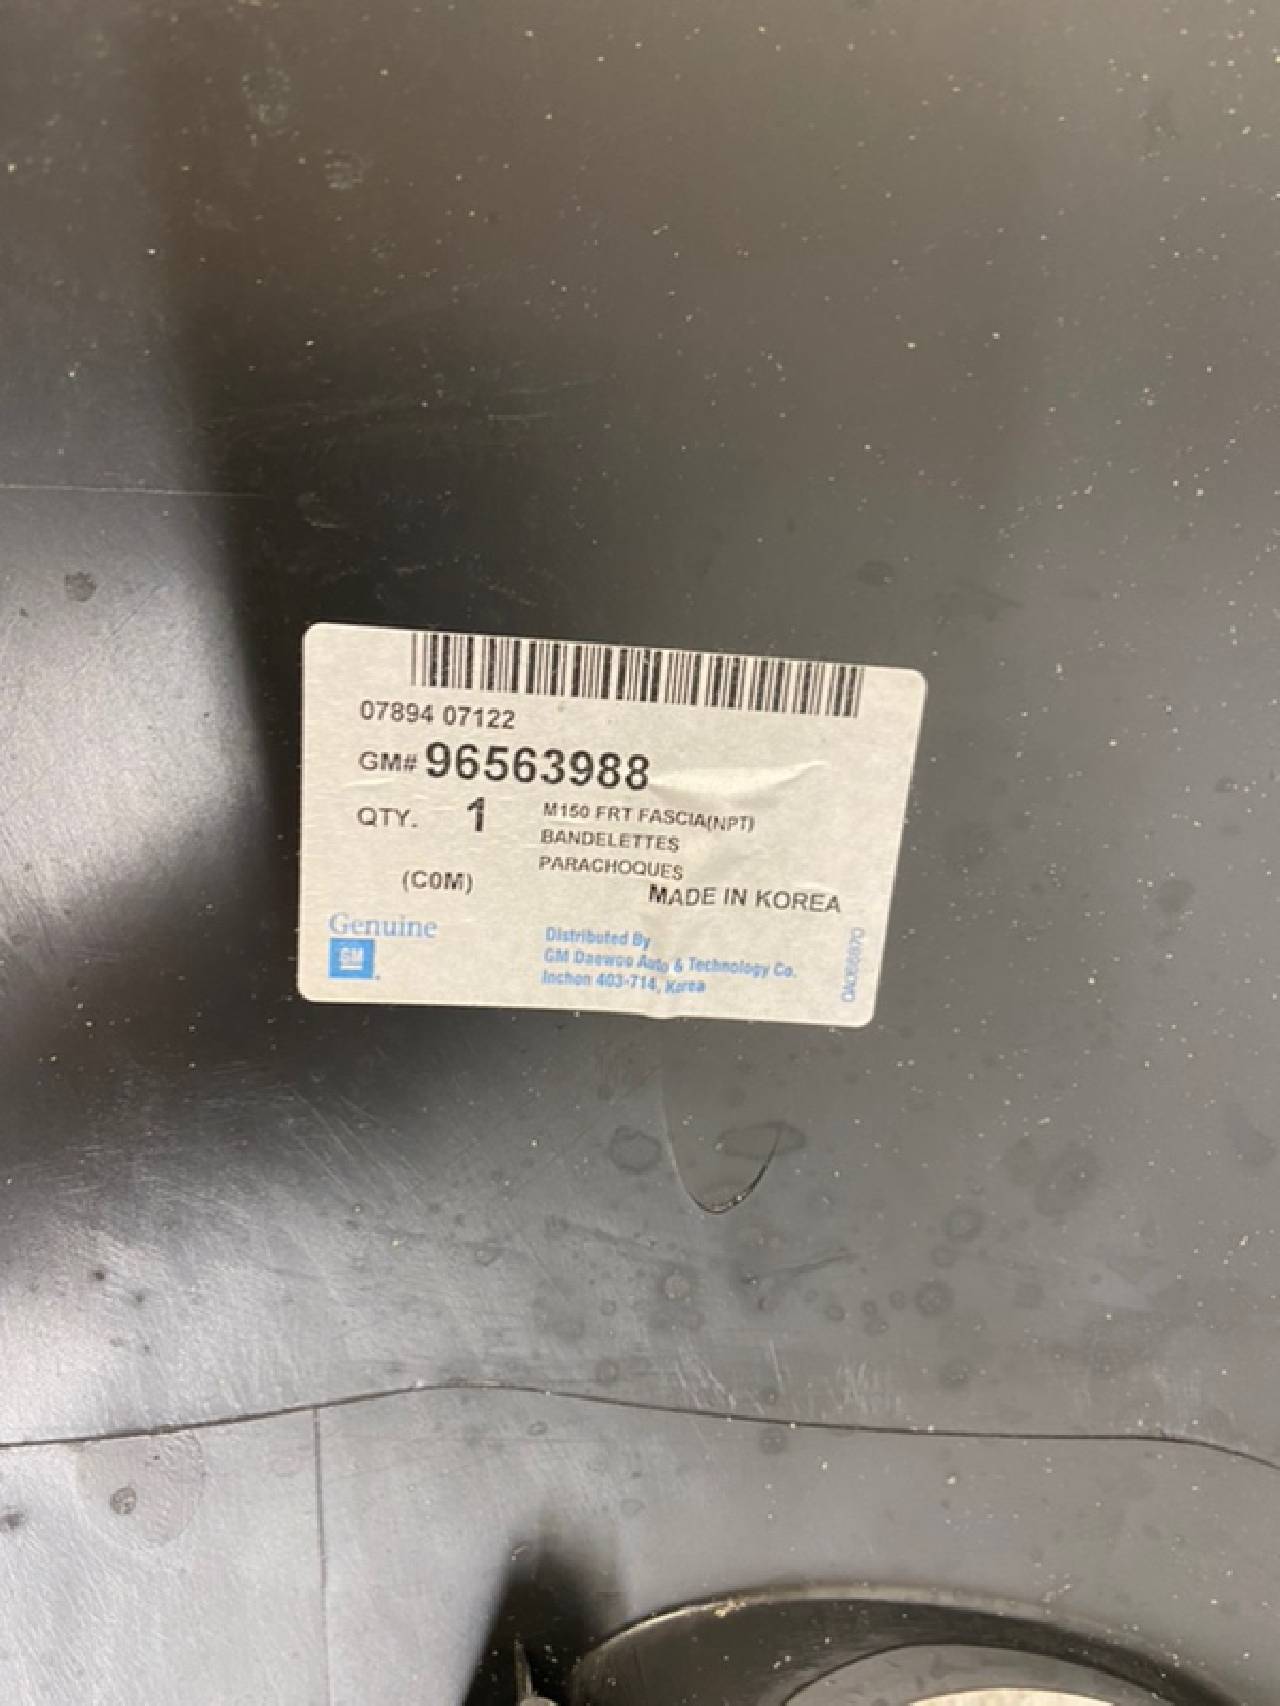 07894 07122
GM# 96563988
QTY. 1
M150 FRT FASCIA(NPT)
BANDELETTES
PARACHOQUES
(C0M)
MADE IN KOREA
Genuine
GM
Distributed By
GM Daewoo Auto & Technology Co.
Inchon 403-714, Korea